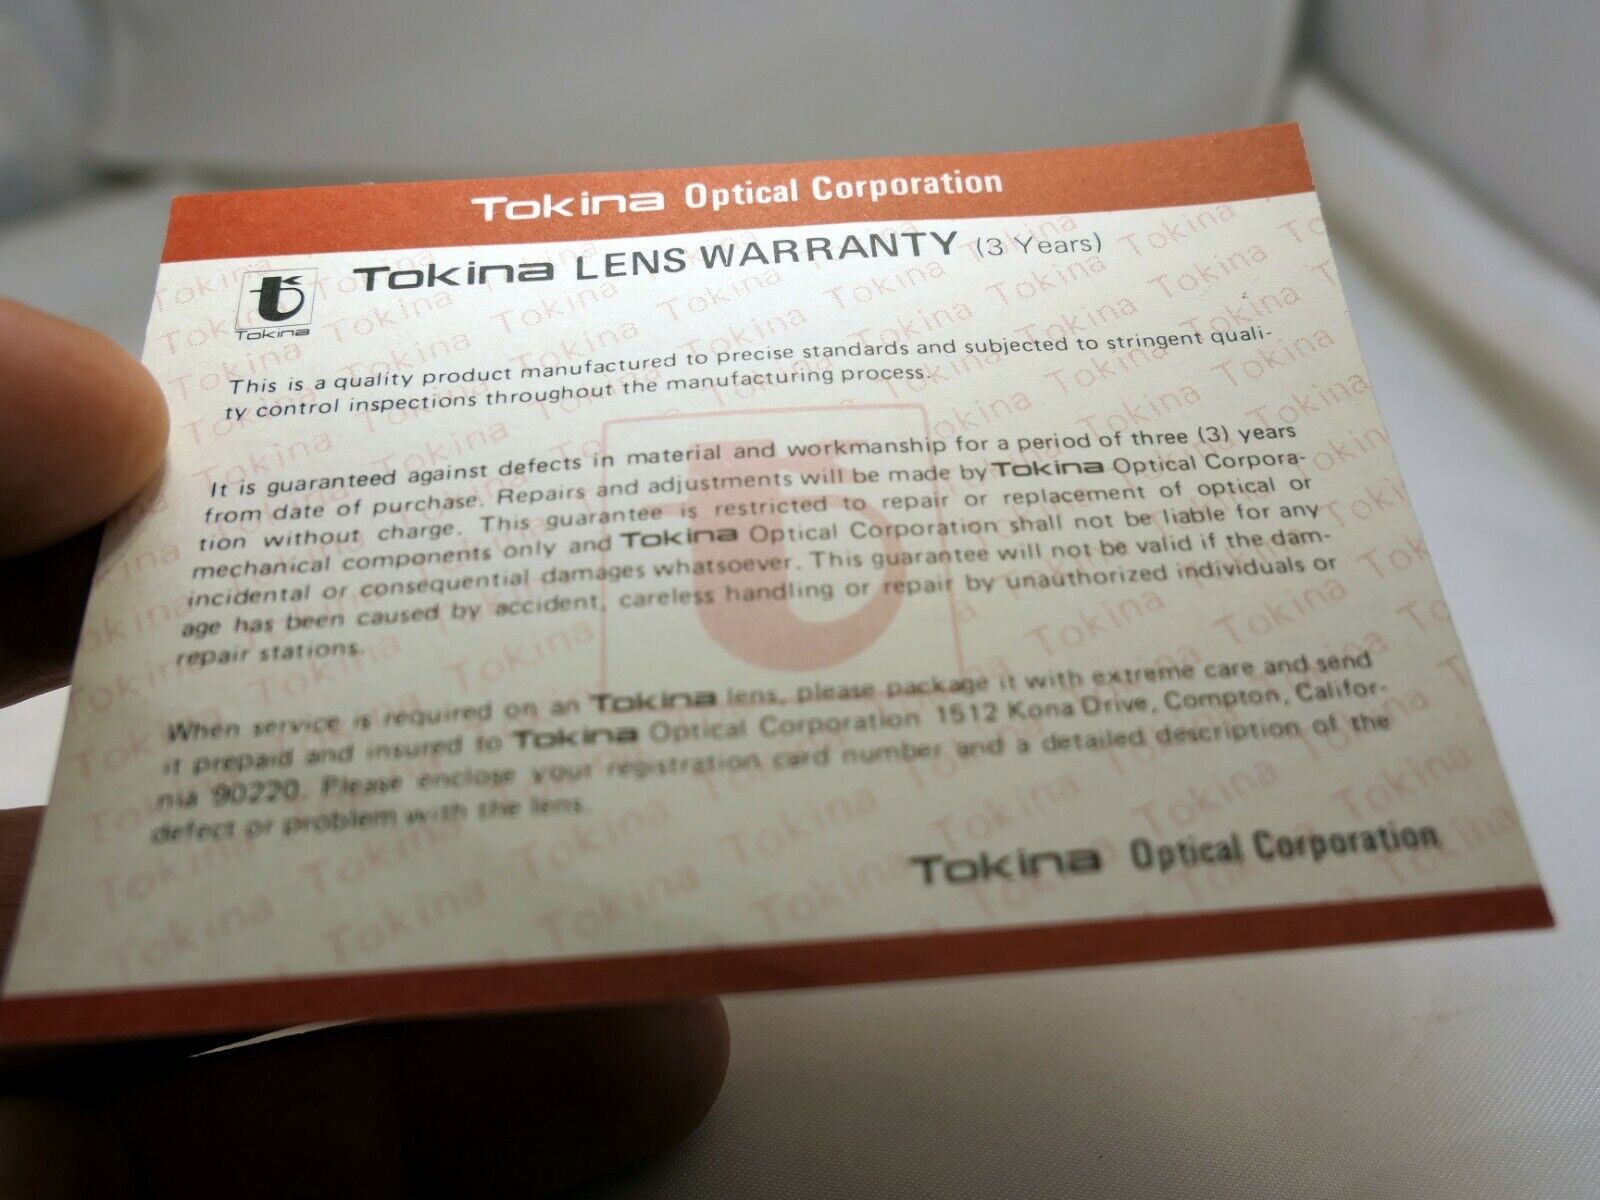 Tokina Optical Corporation
Tokina LENS WARRANTY (3 Years)
Tokina
This is a quality product manufactured to precise standards and subjected to stringent quali-
ty control inspections throughout the manufacturing process.
It is guaranteed against defects in material and workmanship for a period of three (3) years
from date of purchase. Repairs and adjustments will be made by Tokina Optical Corpora-
tion without charge. This guarantee is restricted to repair or replacement of optical or
mechanical components only and Tokina Optical Corporation shall not be liable for any
incidental or consequential damages whatsoever. This guarantee will not be valid if the dam-
age has been caused by accident, careless handling or repair by unauthorized individuals or
repair stations.
When service is required on an Tokina lens, please package it with extreme care and send
it prepaid and insured to Tokina Optical Corporation 1512 Kona Drive, Compton, Califor-
nia 90220. Please enclose your registration card number and a detailed description of the
defect or problem with the lens.
Tokina Optical Corporation